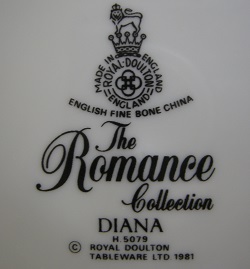 MADE IN ENGLAND
ROYAL·DOULTON
ENGLAND
ENGLISH FINE BONE CHINA
The
Romance
Collection
DIANA
H.5079
© ROYAL DOULTON
TABLEWARE LTD 1981